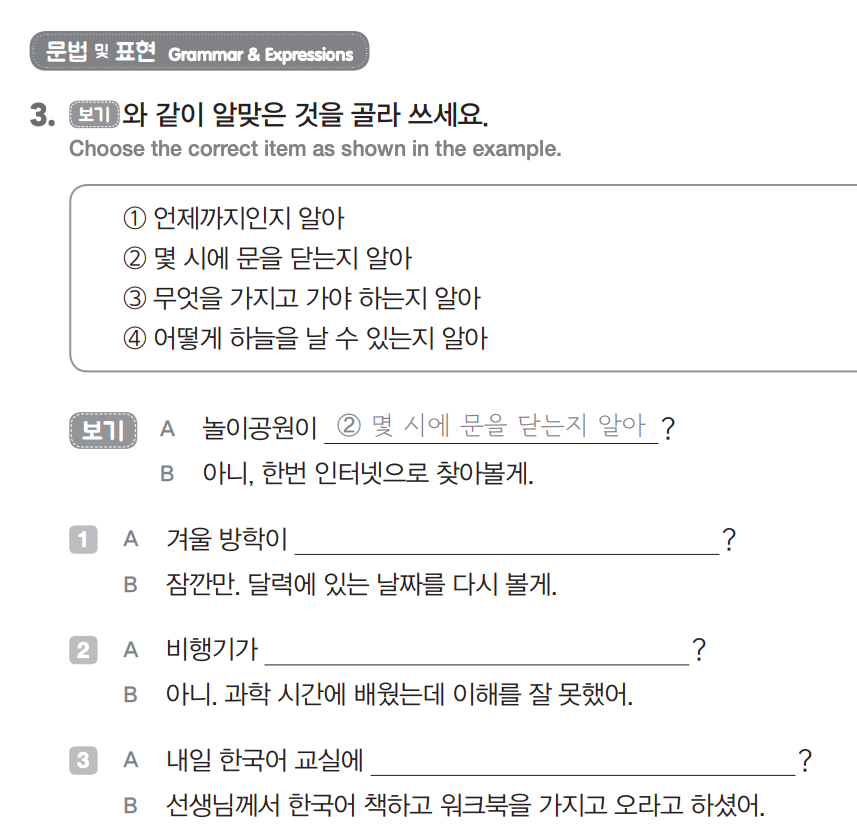 문법 및 표현 Grammar & Expressions
3. 보기 와 같이 알맞은 것을 골라 쓰세요.
Choose the correct item as shown in the example.
① 언제까지인지 알아
② 몇 시에 문을 닫는지 알아
③ 무엇을 가지고 가야 하는지 알아
④ 어떻게 하늘을 날 수 있는지 알아
보기 A 놀이공원이 ② 몇 시에 문을 닫는지 알아 ?
B 아니, 한번 인터넷으로 찾아볼게.
1 A 겨울 방학이 ?
B 잠깐만. 달력에 있는 날짜를 다시 볼게.
2 A 비행기가 ?
B 아니. 과학 시간에 배웠는데 이해를 잘 못했어.
3 A 내일 한국어 교실에 ?
B 선생님께서 한국어 책하고 워크북을 가지고 오라고 하셨어.